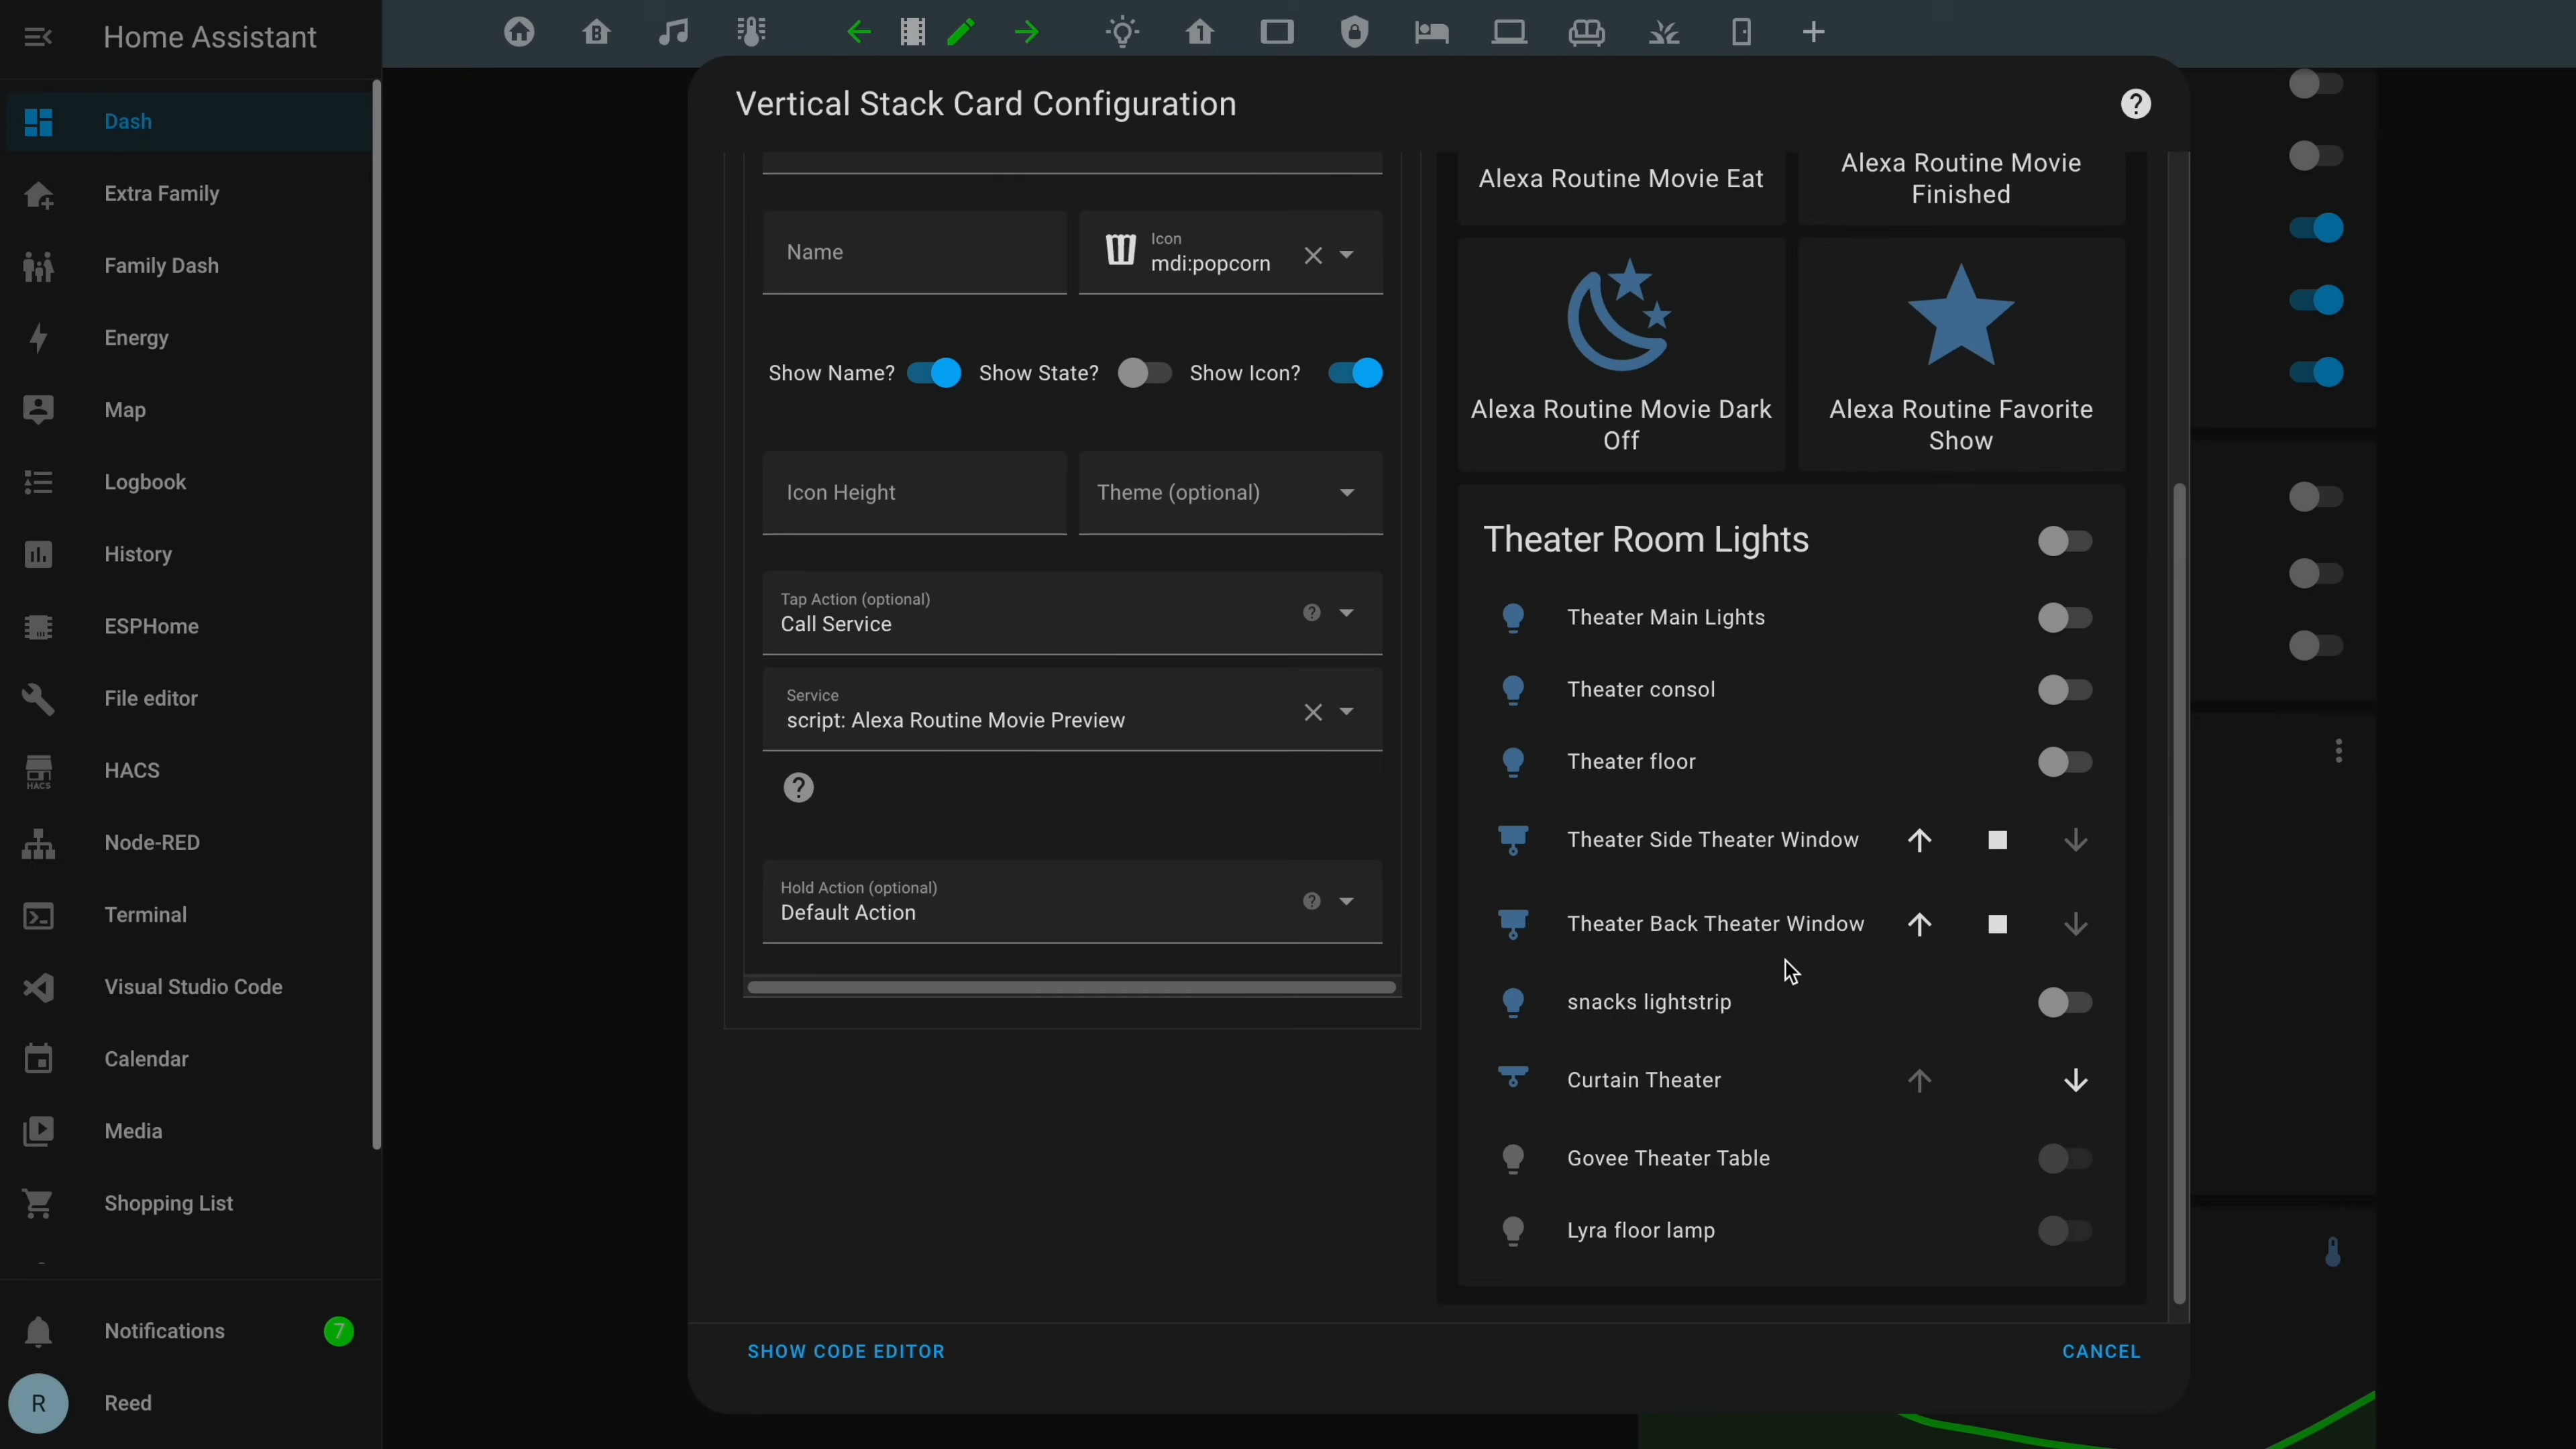 Home Assistant
Dash
Extra Family
Family Dash
Energy
Map
Logbook
History
ESPHome
File editor
HACS
HACS
Node-RED
Terminal
Visual Studio Code
Calendar
Media
Shopping List
Notifications
7
R
Reed
B
1
Vertical Stack Card Configuration
?
Name
Icon
mdi:popcorn
Show Name?
Show State?
Show Icon?
Icon Height
Theme (optional)
Tap Action (optional)
Call Service
?
Service
script: Alexa Routine Movie Preview
?
Hold Action (optional)
Default Action
?
Alexa Routine Movie Eat
Alexa Routine Movie
Finished
Alexa Routine Movie Dark
Off
Alexa Routine Favorite
Show
Theater Room Lights
Theater Main Lights
Theater consol
Theater floor
Theater Side Theater Window
Theater Back Theater Window
snacks lightstrip
Curtain Theater
Govee Theater Table
Lyra floor lamp
SHOW CODE EDITOR
CANCEL